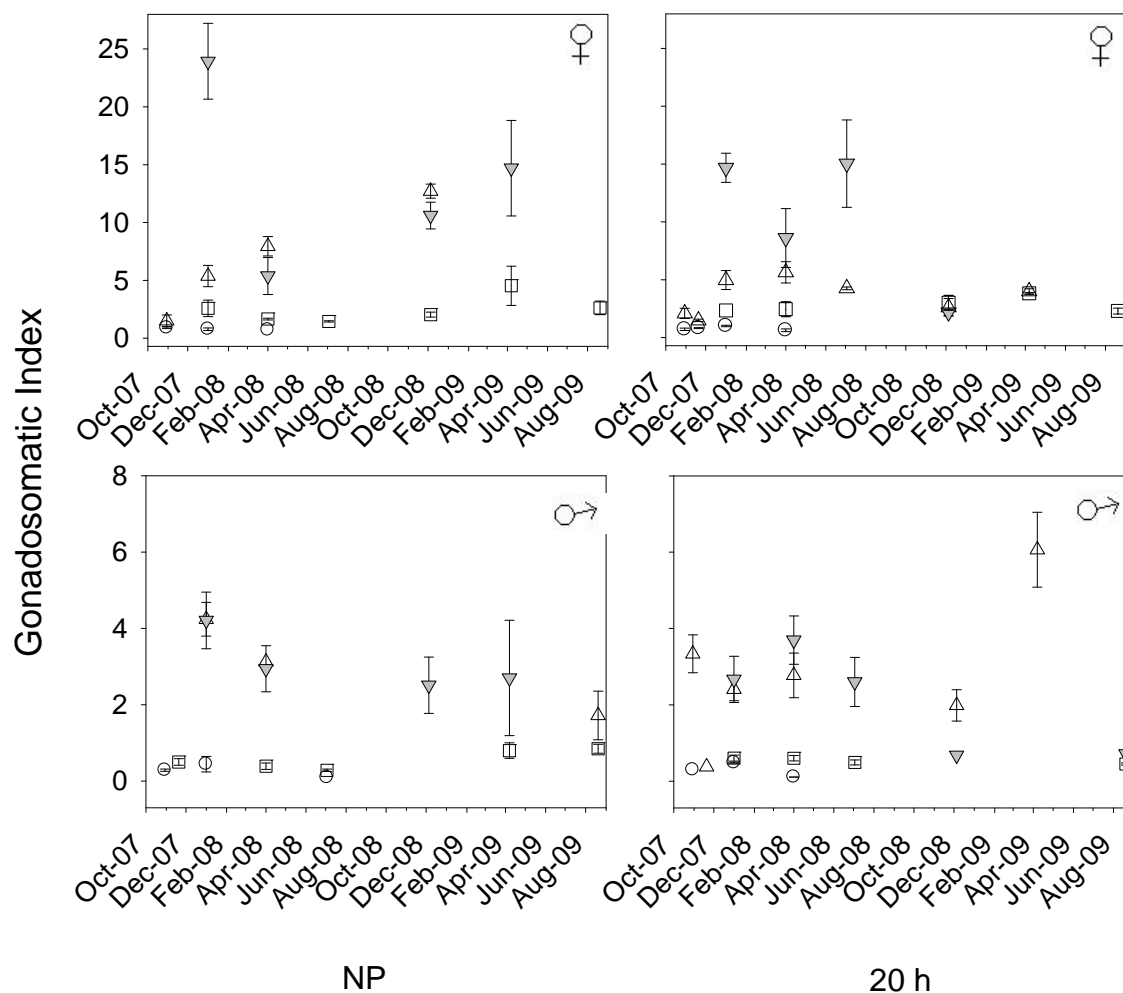 Gonadosomatic Index
25
20
15
10
5
0
Oct-07 Dec-07 Feb-08 Apr-08 Jun-08 Aug-08 Oct-08 Dec-08 Feb-09 Apr-09 Jun-09 Aug-09
Oct-07 Dec-07 Feb-08 Apr-08 Jun-08 Aug-08 Oct-08 Dec-08 Feb-09 Apr-09 Jun-09 Aug-09
8
6
4
2
0
Oct-07 Dec-07 Feb-08 Apr-08 Jun-08 Aug-08 Oct-08 Dec-08 Feb-09 Apr-09 Jun-09 Aug-09
Oct-07 Dec-07 Feb-08 Apr-08 Jun-08 Aug-08 Oct-08 Dec-08 Feb-09 Apr-09 Jun-09 Aug-09
NP
20 h